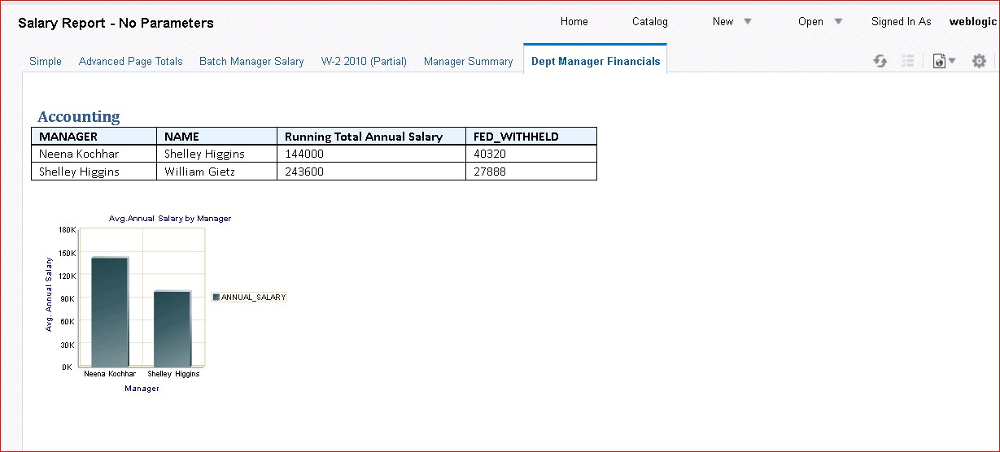 Salary Report - No Parameters Home Catalog New Open Signed In As weblogic
Simple Advanced Page Totals Batch Manager Salary W-2 2010 (Partial) Manager Summary Dept Manager Financials
Accounting
MANAGER NAME Running Total Annual Salary FED_WITHHELD
Neena Kochhar Shelley Higgins 144000 40320
Shelley Higgins William Gietz 243600 27888
Avg.Annual Salary by Manager
180K
150K
120K
90K
60K
30K
0K
Avg. Annual Salary
ANNUAL_SALARY
Neena Kochhar Shelley Higgins
Manager